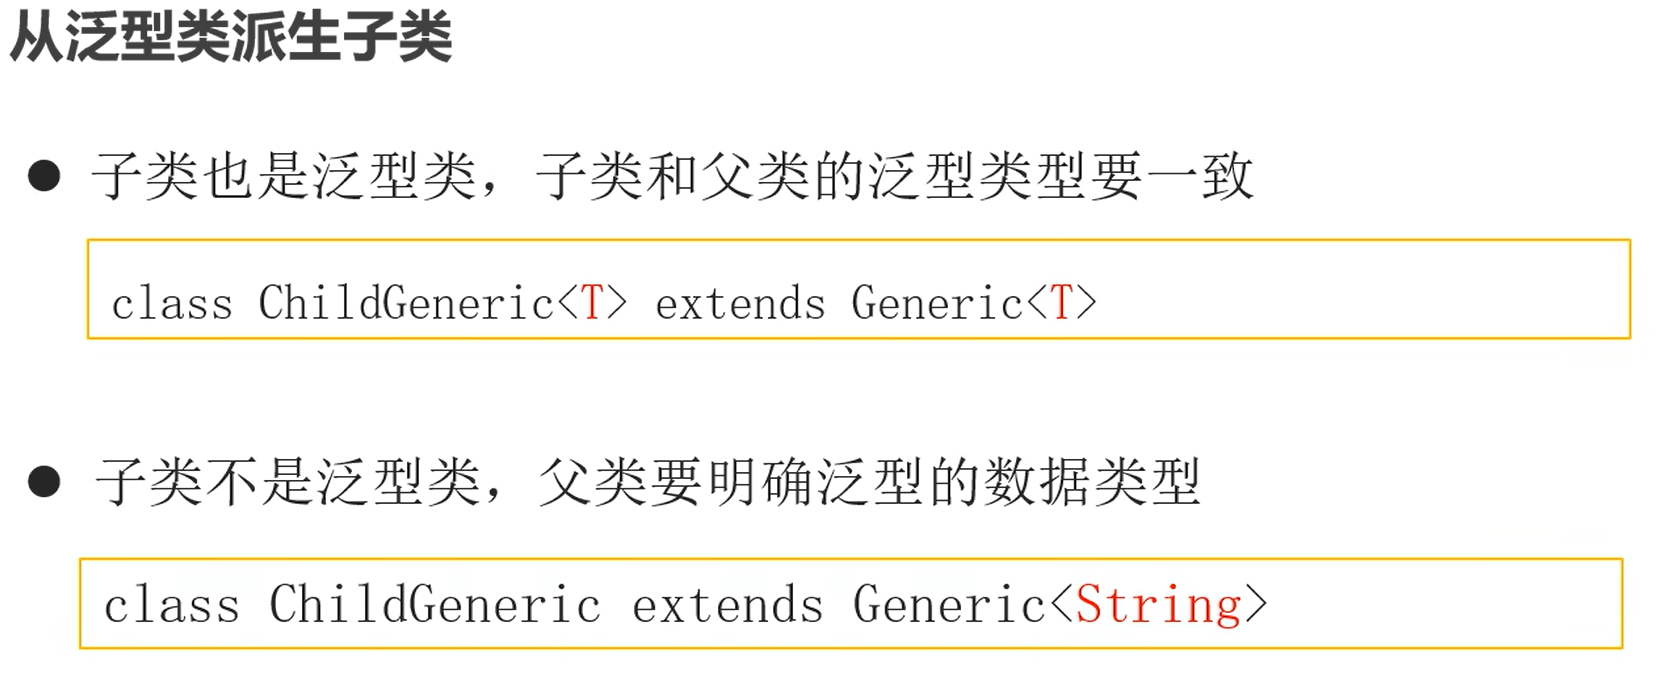 从泛型类派生子类
● 子类也是泛型类，子类和父类的泛型类型要一致
class ChildGeneric<T> extends Generic<T>
● 子类不是泛型类，父类要明确泛型的数据类型
class ChildGeneric extends Generic<String>